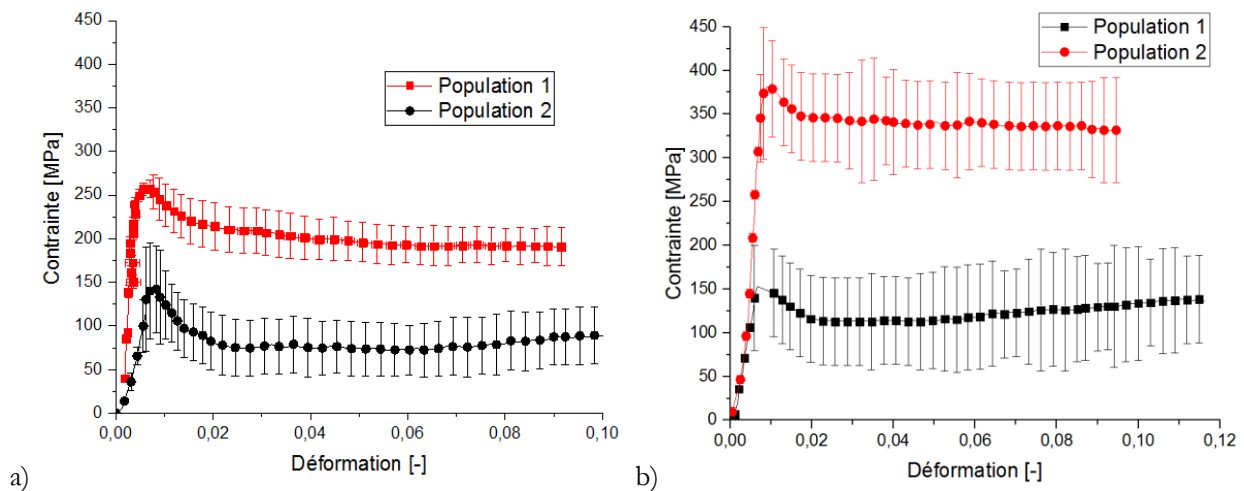 450
400
350
300
250
200
150
100
50
0
Contrainte [MPa]
Population 1
Population 2
0,00 0,02 0,04 0,06 0,08 0,10
Déformation [-]
a)
450
400
350
300
250
200
150
100
50
0
Contrainte [MPa]
Population 1
Population 2
0,00 0,02 0,04 0,06 0,08 0,10 0,12
Déformation [-]
b)